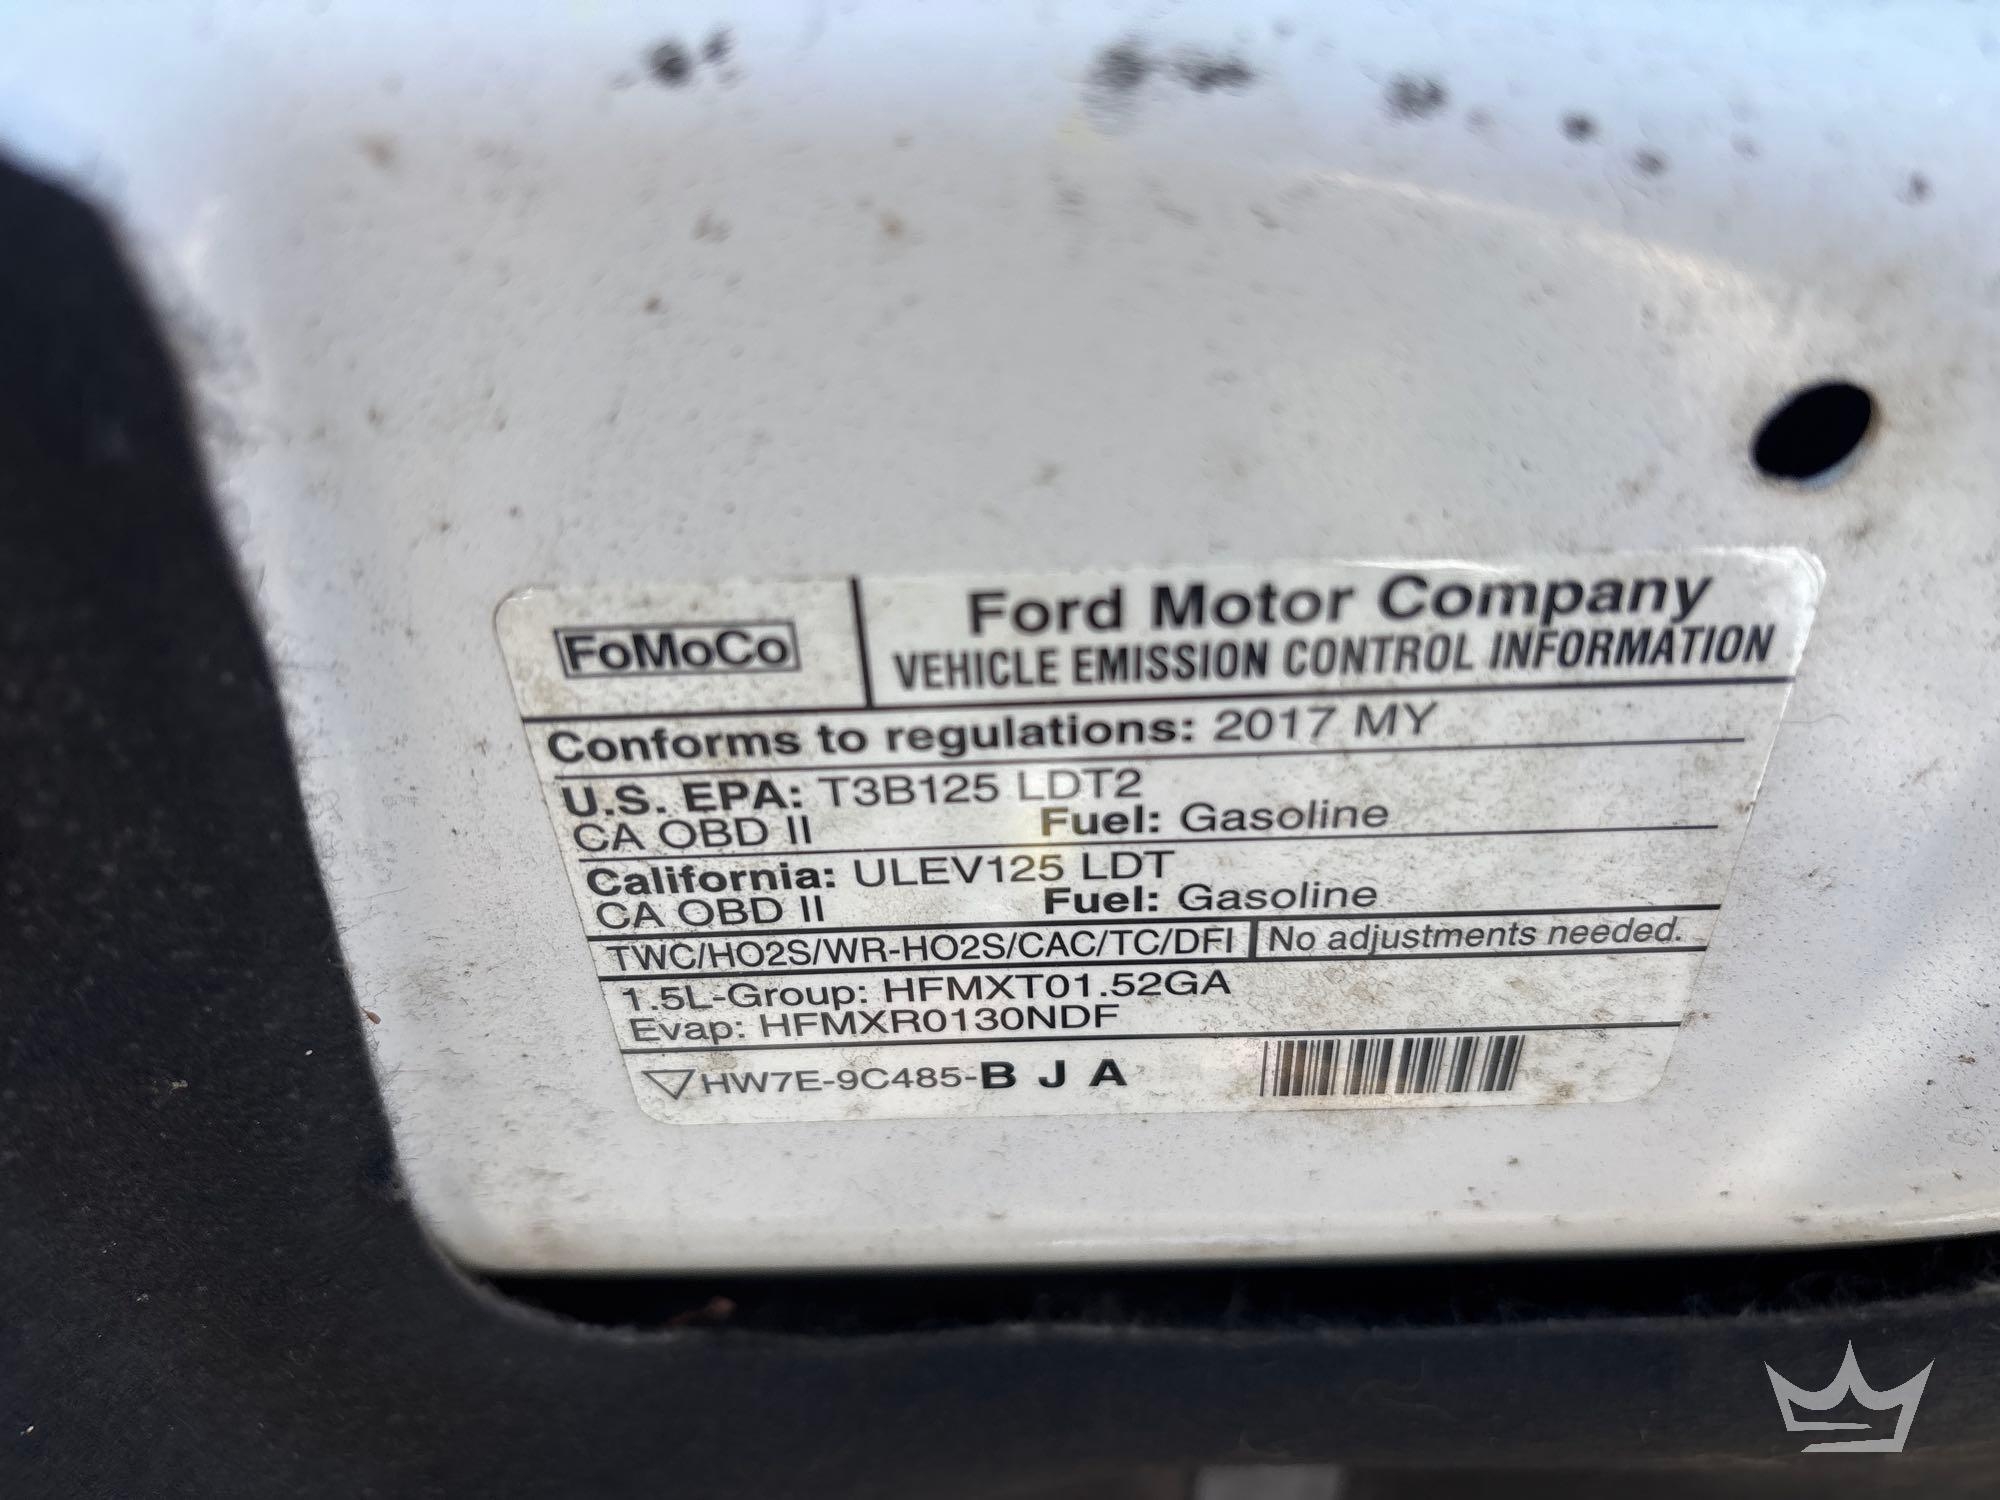 FoMoCo
Ford Motor Company
VEHICLE EMISSION CONTROL INFORMATION
Conforms to regulations: 2017 MY
U.S. EPA: T3B125 LDT2
CA OBD II Fuel: Gasoline
California: ULEV125 LDT
CA OBD II Fuel: Gasoline
TWC/HO2S/WR-HO2S/CAC/TC/DFI No adjustments needed.
1.5L-Group: HFMXT01.52GA
Evap: HFMXR0130NDF
HW7E-9C485-B J A